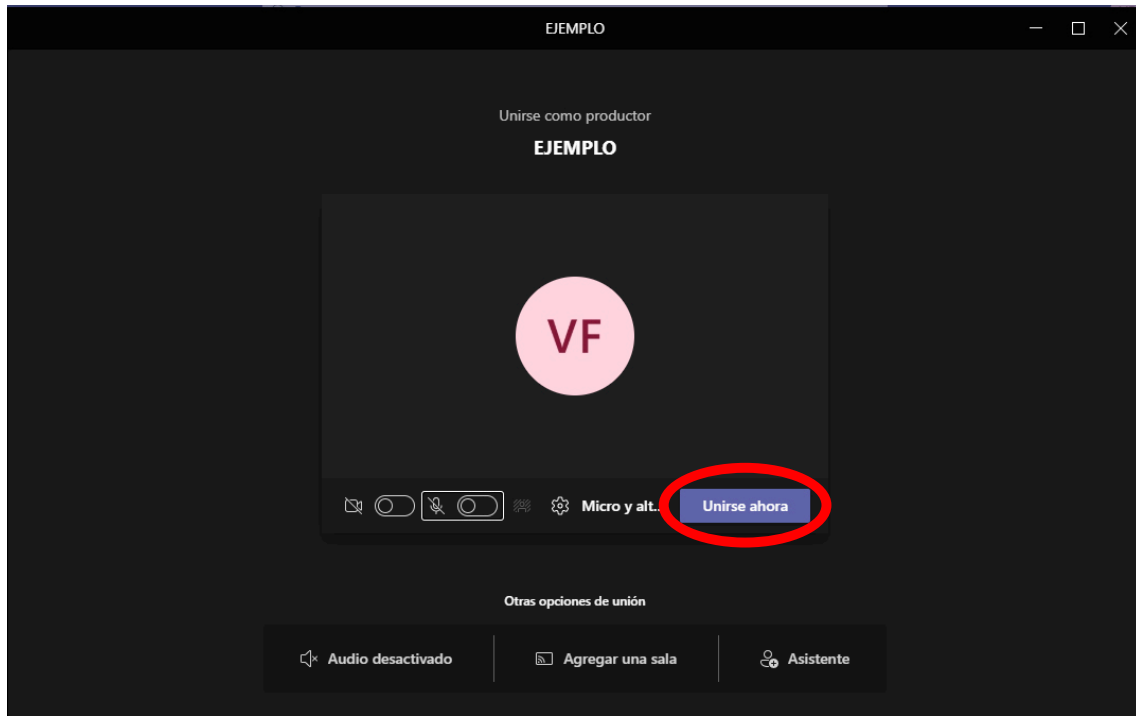 EJEMPLO
Unirse como productor
EJEMPLO
VF
Micro y alt...
Unirse ahora
Otras opciones de unión
Audio desactivado
Agregar una sala
Asistente